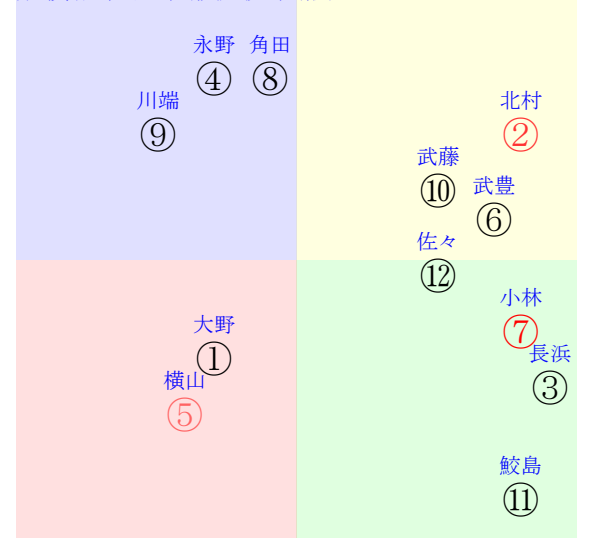 永野 角田
④ ⑧
川端 北村
⑨ ②
武藤
⑩ 武豊
⑥
佐々
⑫
小林
⑦
大野
①
長浜
③
横山
⑤
鮫島
⑪